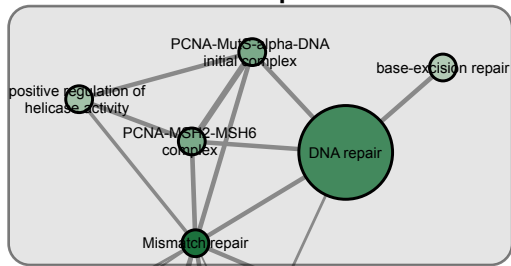 PCNA-MutS-alpha-DNA
initial complex
base-excision repair
positive regulation of
helicase activity
PCNA-MSH2-MSH6
complex
DNA repair
Mismatch repair